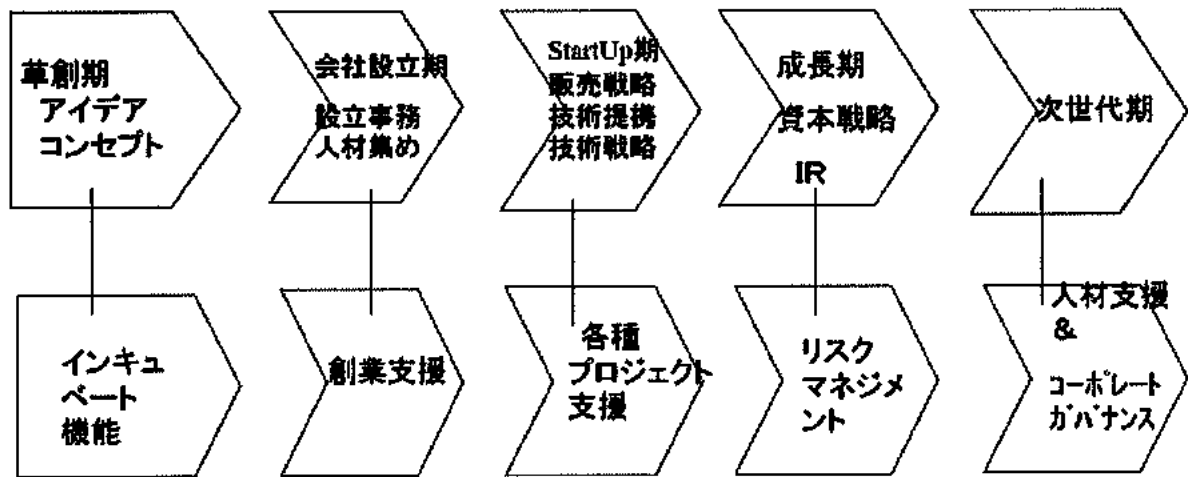 草創期
アイデア
コンセプト
会社設立期
設立事務
人材集め
StartUp期
販売戦略
技術提携
技術戦略
成長期
資本戦略
IR
次世代期
インキュ
ベート
機能
創業支援
各種
プロジェクト
支援
リスク
マネジメ
ント
人材支援
&
コーポレート
ガバナンス